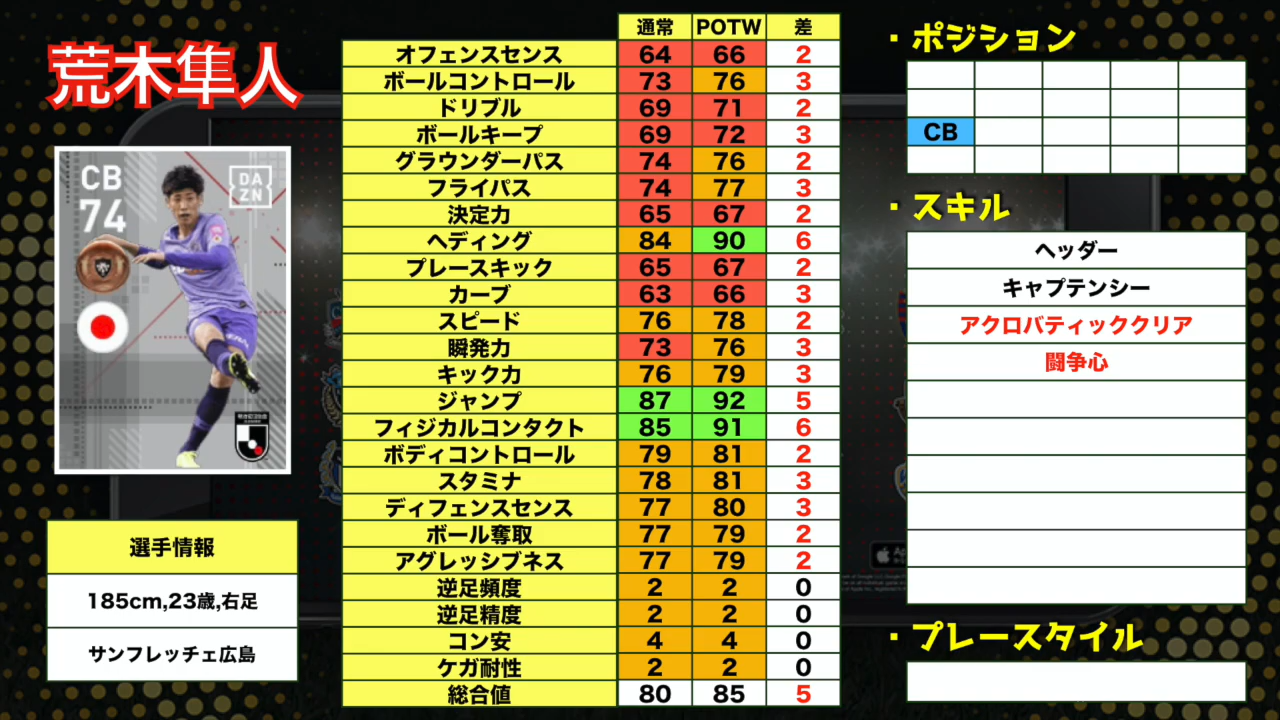 荒木隼人
CB
74
DA
ZN
選手情報
185cm,23歳,右足
サンフレッチェ広島
通常 POTW 差
オフェンスセンス 64 66 2
ボールコントロール 73 76 3
ドリブル 69 71 2
ボールキープ 69 72 3
グラウンダーパス 74 76 2
フライパス 74 77 3
決定力 65 67 2
ヘディング 84 90 6
プレースキック 65 67 2
カーブ 63 66 3
スピード 76 78 2
瞬発力 73 76 3
キック力 76 79 3
ジャンプ 87 92 5
フィジカルコンタクト 85 91 6
ボディコントロール 79 81 2
スタミナ 78 81 3
ディフェンスセンス 77 80 3
ボール奪取 77 79 2
アグレッシブネス 77 79 2
逆足頻度 2 2 0
逆足精度 2 2 0
コン安 4 4 0
ケガ耐性 2 2 0
総合値 80 85 5
・ポジション
CB
・スキル
ヘッダー
キャプテンシー
アクロバティッククリア
闘争心
・プレースタイル